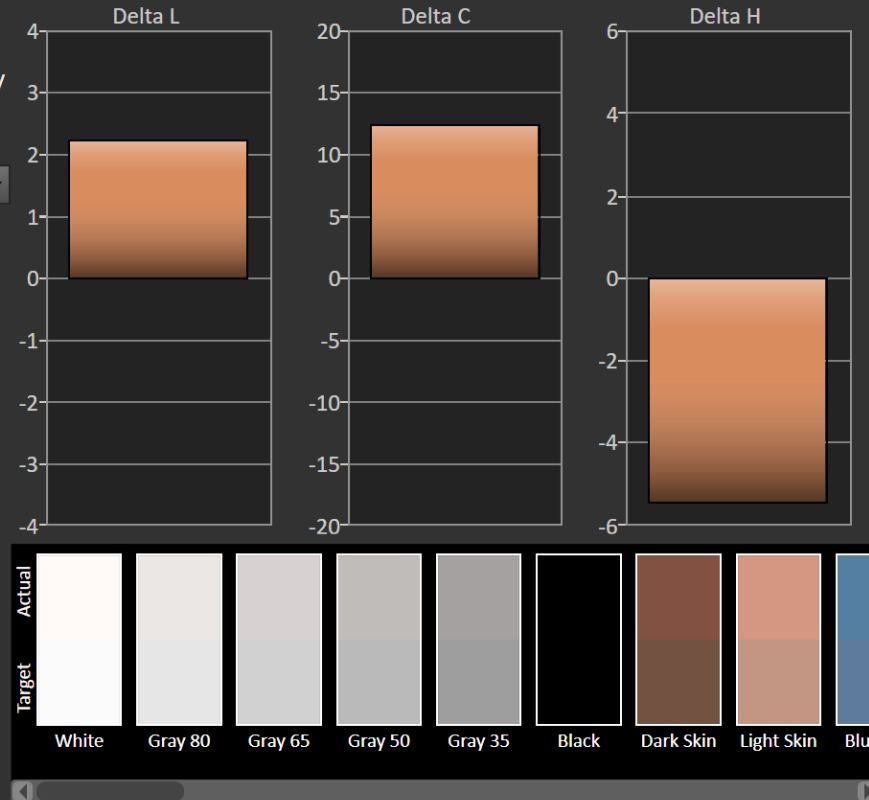 Delta L
Delta C
Delta H
4
3
2
1
0
-1
-2
-3
-4
20
15
10
5
0
-5
-10
-15
-20
6
4
2
0
-2
-4
-6
Actual
Target
White
Gray 80
Gray 65
Gray 50
Gray 35
Black
Dark Skin
Light Skin
Blu